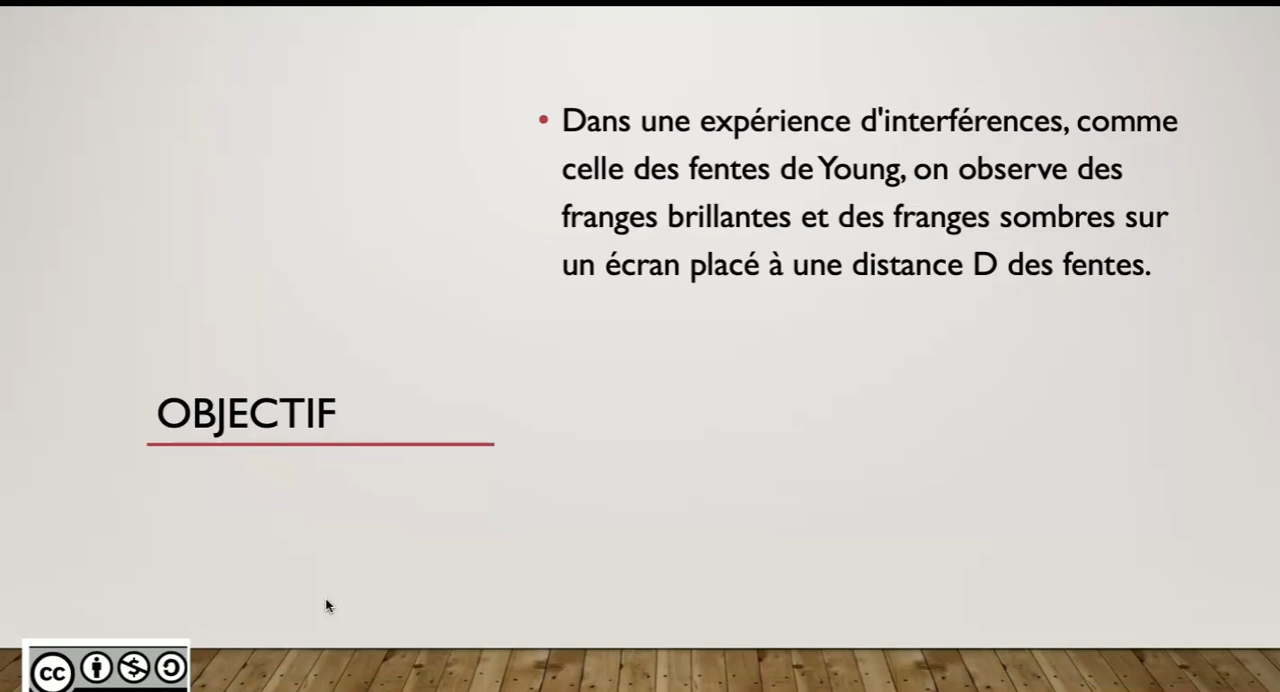 • Dans une expérience d'interférences, comme
celle des fentes de Young, on observe des
franges brillantes et des franges sombres sur
un écran placé à une distance D des fentes.
OBJECTIF
cc